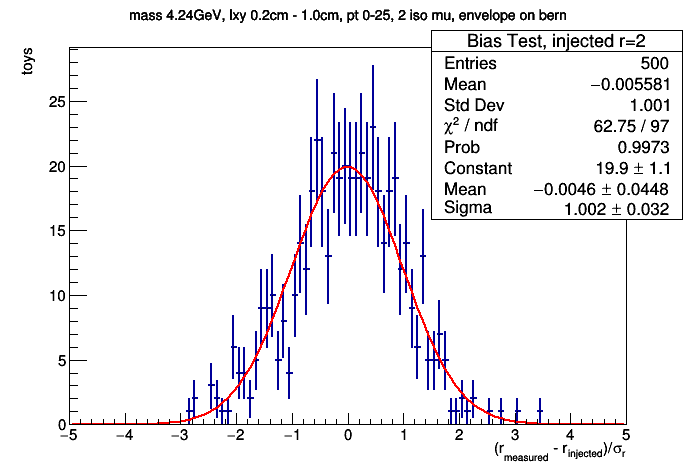 mass 4.24GeV, lxy 0.2cm - 1.0cm, pt 0-25, 2 iso mu, envelope on bern
toys
Bias Test, injected r=2
Entries 500
Mean −0.005581
Std Dev 1.001
χ² / ndf 62.75 / 97
Prob 0.9973
Constant 19.9 ± 1.1
Mean −0.0046 ± 0.0448
Sigma 1.002 ± 0.032
25
20
15
10
5
0
−5 −4 −3 −2 −1 0 1 2 3 4 5
(r_measured - r_injected)/σ_r